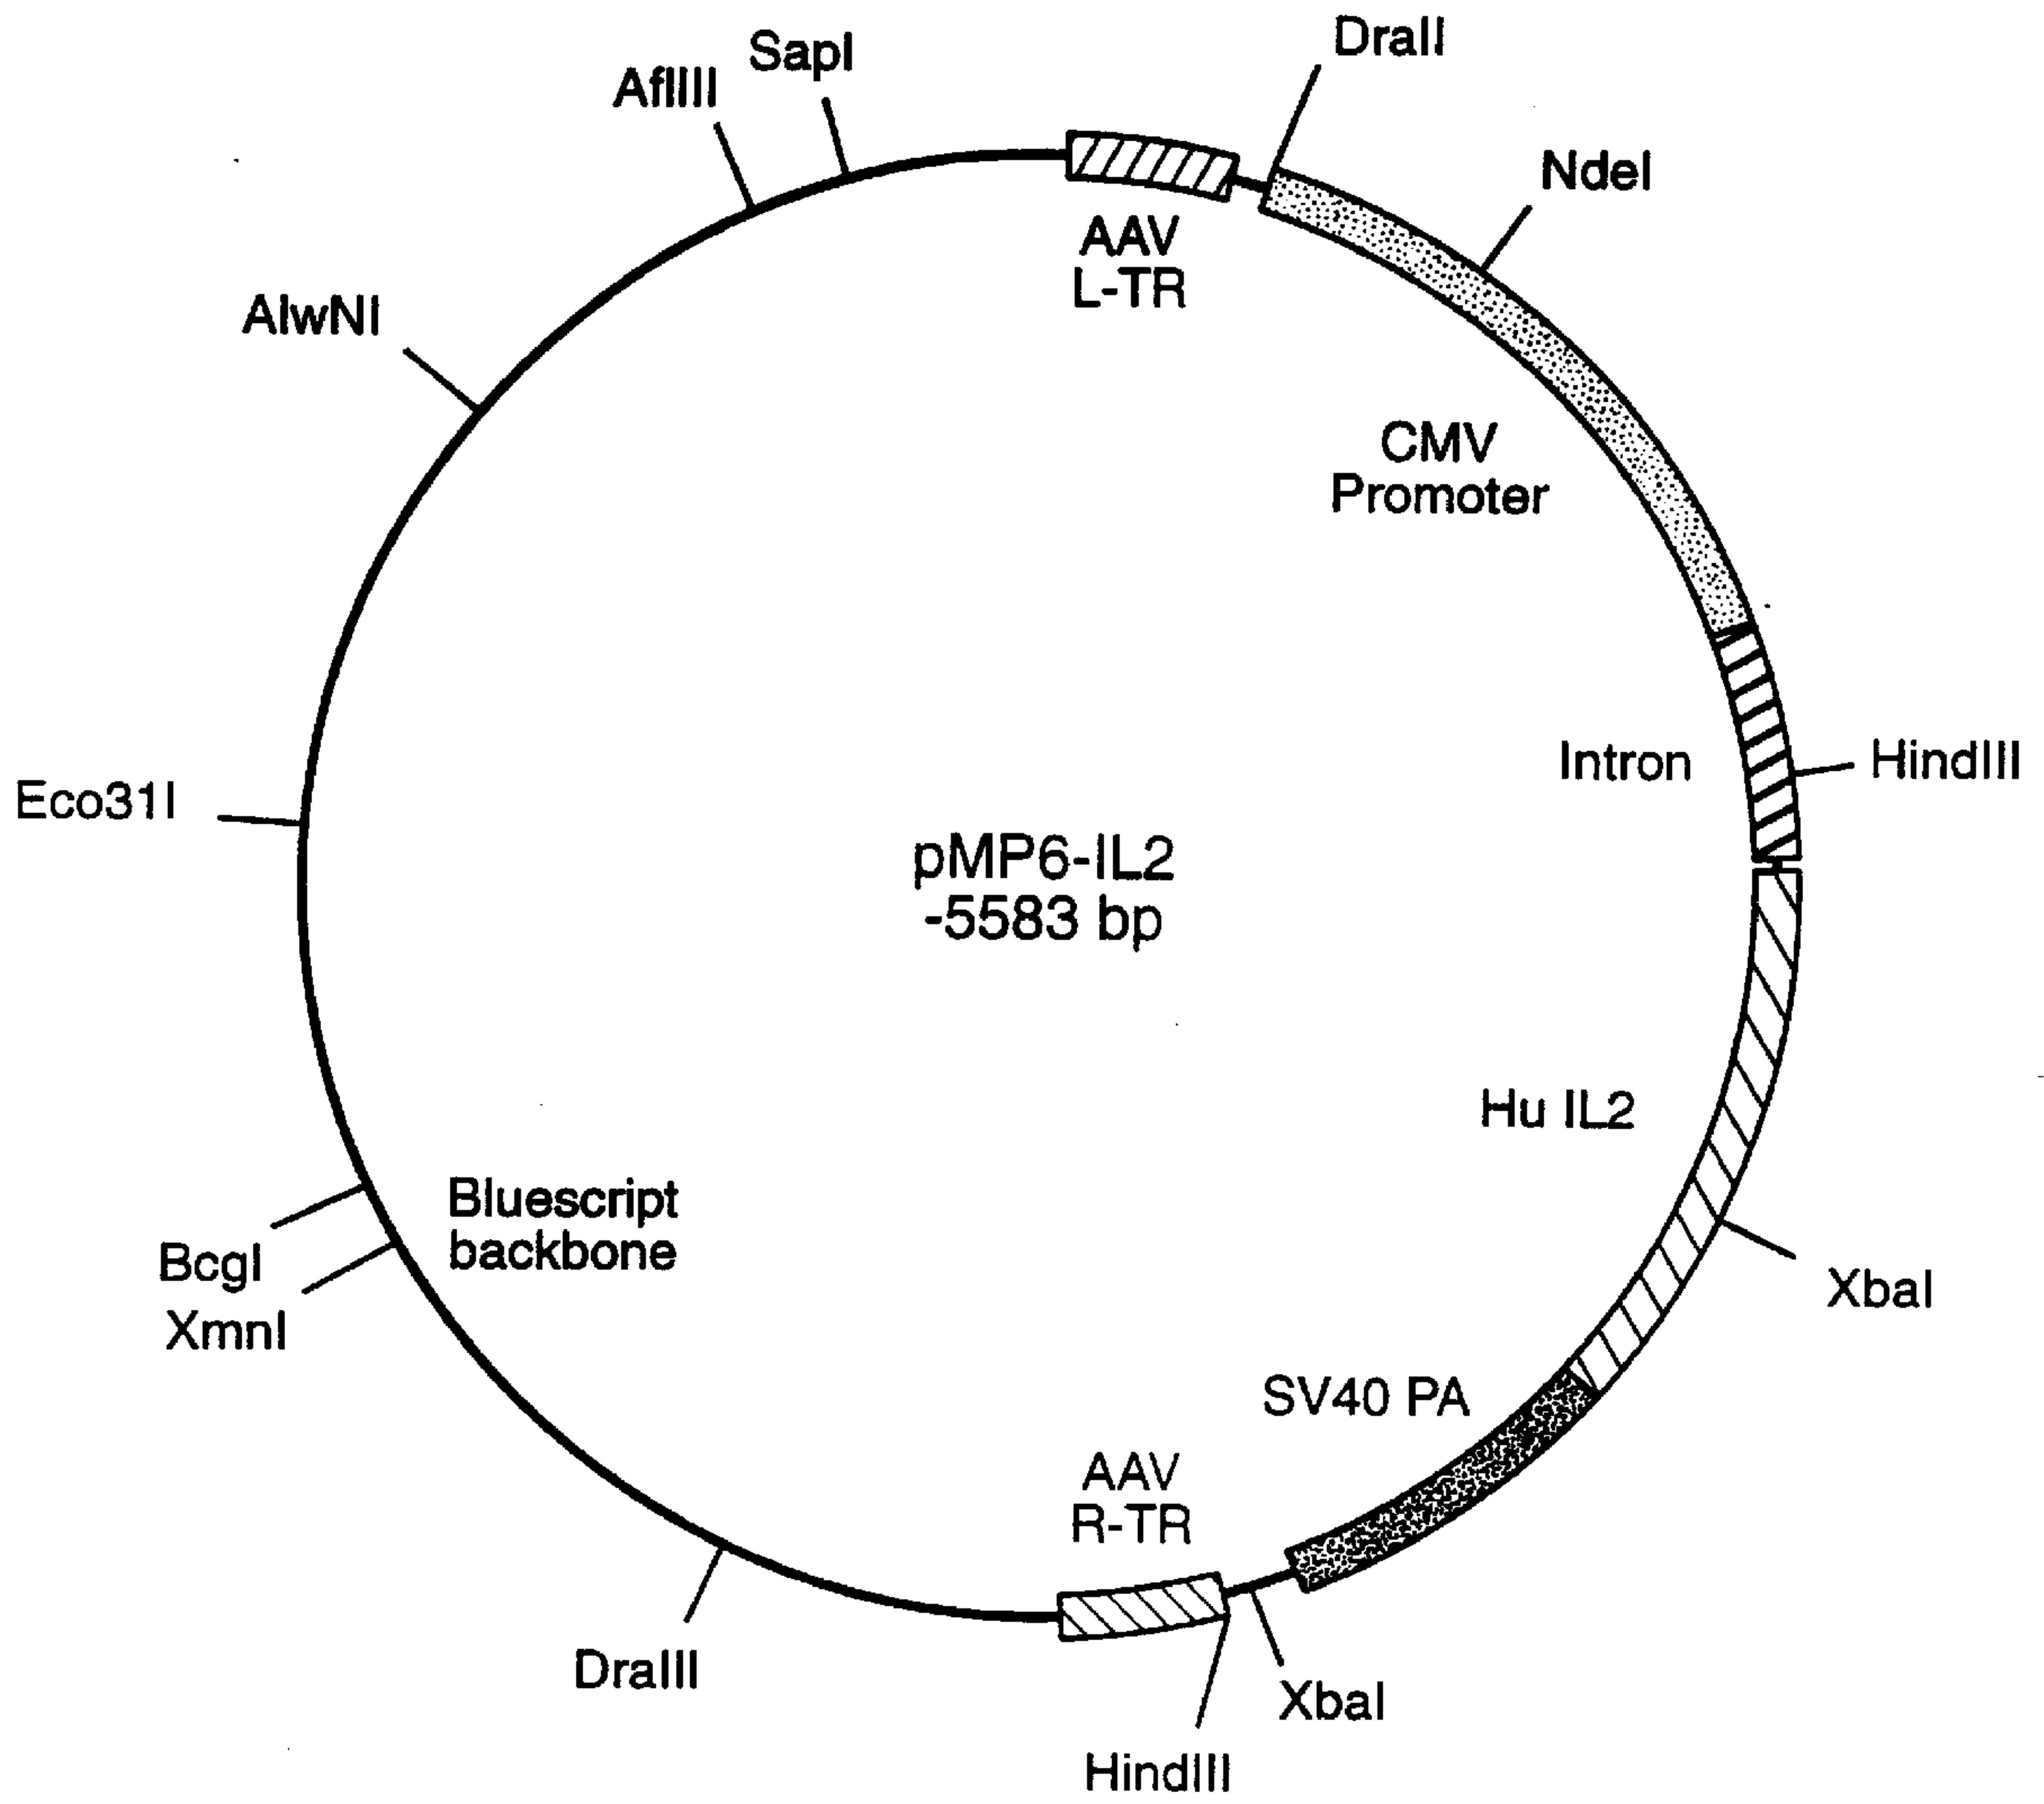 DraII
SapI
AflIII
NdeI
AAV
L-TR
AlwNI
CMV
Promoter
Intron
HindIII
Eco31I
pMP6-IL2
-5583 bp
Hu IL2
Bluescript
backbone
BcgI
XmnI
XbaI
SV40 PA
AAV
R-TR
DraIII
XbaI
HindIII